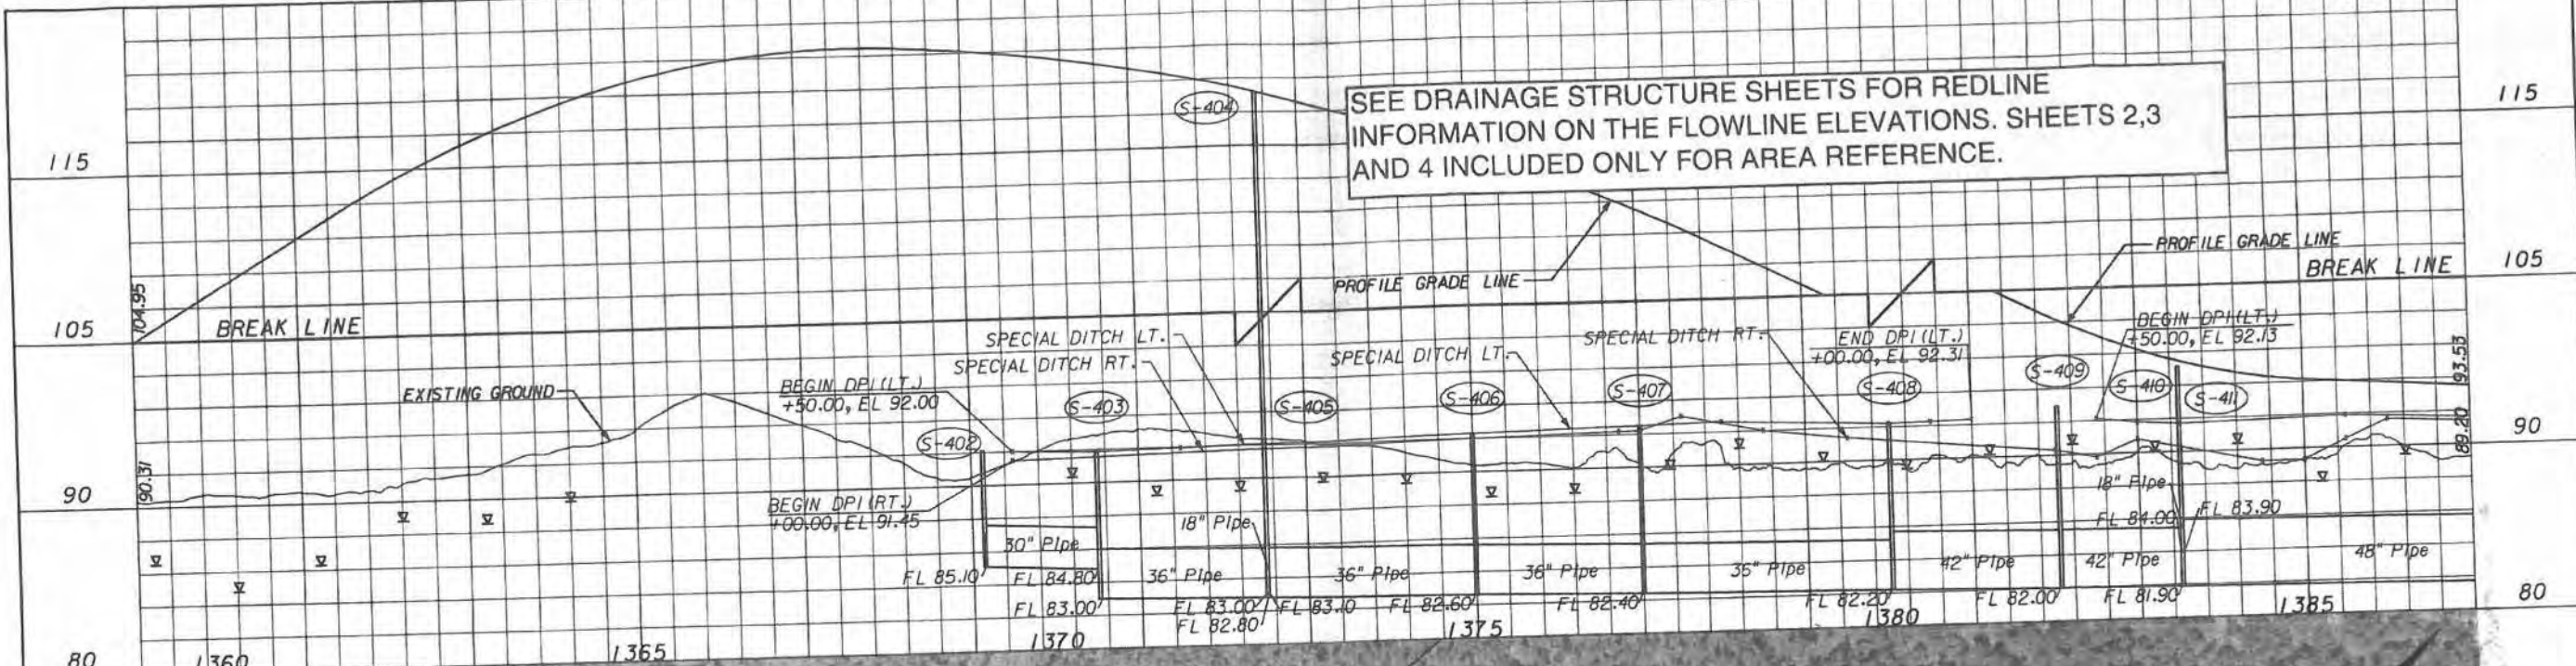 SEE DRAINAGE STRUCTURE SHEETS FOR REDLINE
INFORMATION ON THE FLOWLINE ELEVATIONS. SHEETS 2,3
AND 4 INCLUDED ONLY FOR AREA REFERENCE.
115
115
S-404
PROFILE GRADE LINE
PROFILE GRADE LINE
BREAK LINE
105
105
104.95
BREAK LINE
SPECIAL DITCH LT.
SPECIAL DITCH RT.
SPECIAL DITCH LT.
SPECIAL DITCH RT.
END DPI (LT.)
+00.00, EL 92.31
BEGIN DPI (LT.)
+50.00, EL 92.13
93.53
EXISTING GROUND
BEGIN DPI (LT.)
+50.00, EL 92.00
S-402
S-403
S-405
S-406
S-407
S-408
S-409
S-410
S-411
89.20
90
90
90.31
BEGIN DPI (RT.)
+00.00, EL 91.45
18" Pipe
18" Pipe
FL 84.00
FL 83.90
30" Pipe
36" Pipe
36" Pipe
36" Pipe
35" Pipe
42" Pipe
42" Pipe
48" Pipe
FL 85.10
FL 84.80
FL 83.00
FL 83.00
FL 82.80
FL 83.10
FL 82.60
FL 82.40
FL 82.20
FL 82.00
FL 81.90
80
80
1360
1365
1370
1375
1380
1385